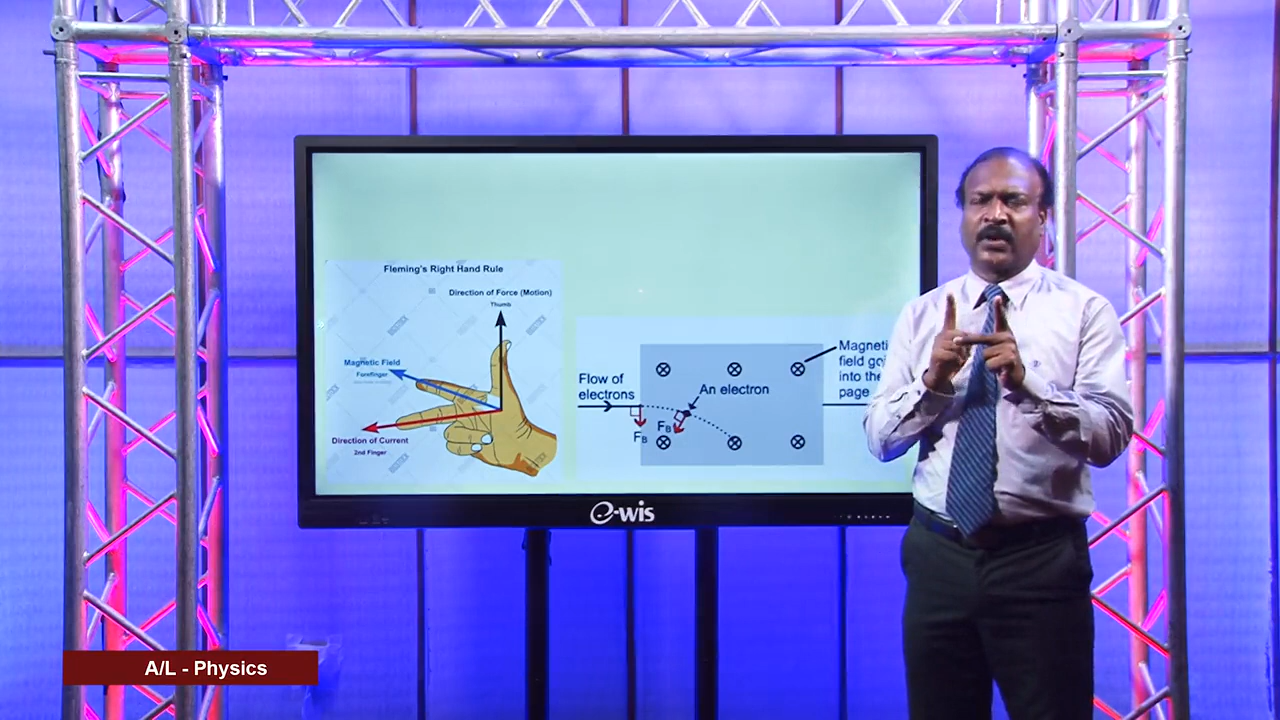 Fleming's Right Hand Rule
Direction of Force (Motion)
Thumb
Magnetic Field
Forefinger
Direction of Current
2nd Finger
Flow of
electrons
An electron
FB
FB
Magneti
field goi
into the
page
e-wis
A/L - Physics